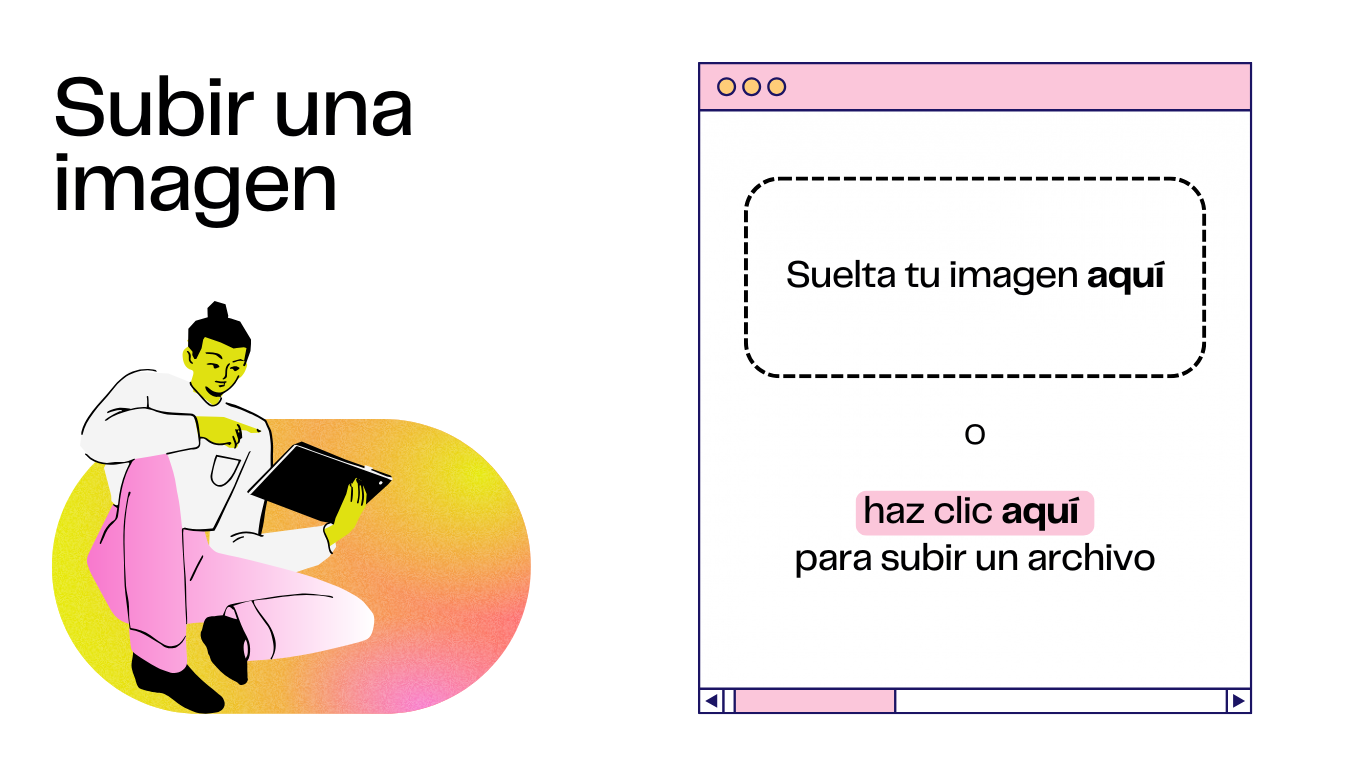 Subir una
imagen
Suelta tu imagen aquí
O
haz clic aquí
para subir un archivo